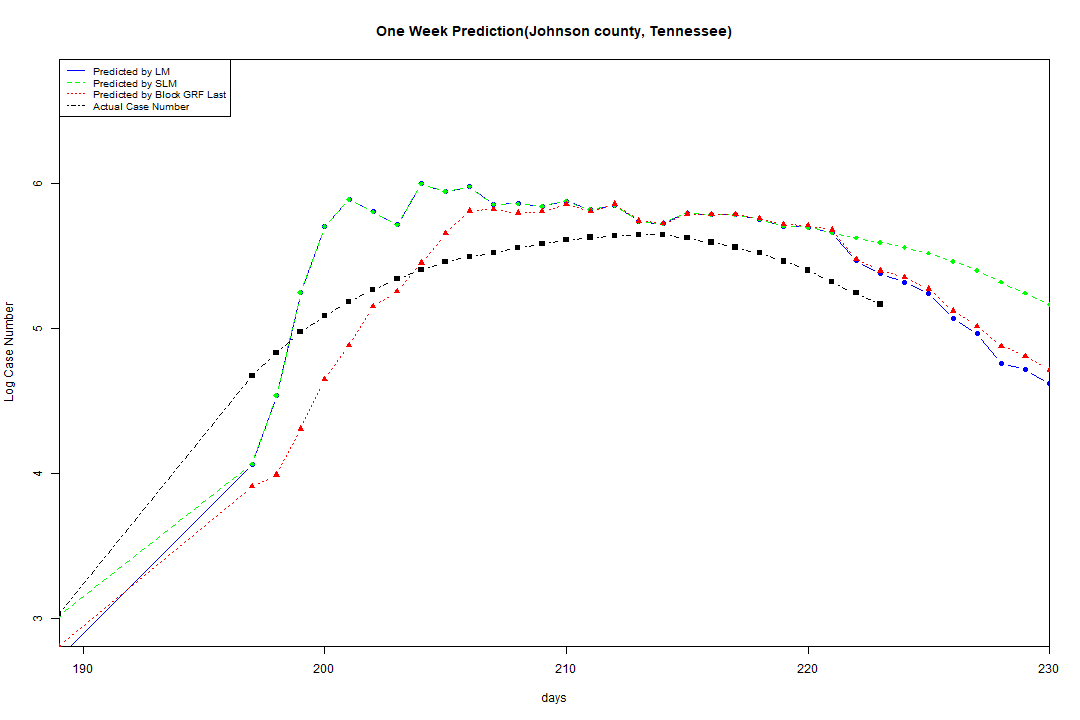 One Week Prediction(Johnson county, Tennessee)
Predicted by LM
Predicted by SLM
Predicted by Block GRF Last
Actual Case Number
6
5
4
3
Log Case Number
190 200 210 220 230
days